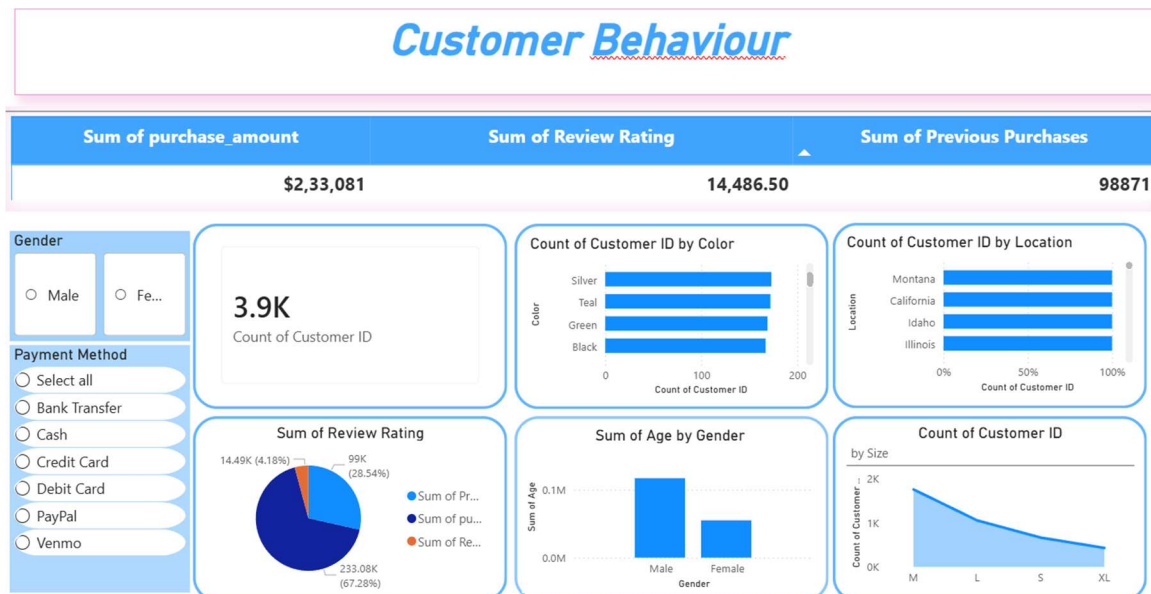 Customer Behaviour
Sum of purchase_amount
Sum of Review Rating
Sum of Previous Purchases
$2,33,081
14,486.50
98871
Gender
Male
Fe...
Payment Method
Select all
Bank Transfer
Cash
Credit Card
Debit Card
PayPal
Venmo
3.9K
Count of Customer ID
Count of Customer ID by Color
Color
Silver
Teal
Green
Black
0
100
200
Count of Customer ID
Count of Customer ID by Location
Location
Montana
California
Idaho
Illinois
0%
50%
100%
Count of Customer ID
Sum of Review Rating
14.49K (4.18%)
99K
(28.54%)
233.08K
(67.28%)
Sum of Pr...
Sum of pu...
Sum of Re...
Sum of Age by Gender
Sum of Age
0.1M
0.0M
Male
Female
Gender
Count of Customer ID
by Size
Count of Customer ...
2K
1K
0K
M
L
S
XL